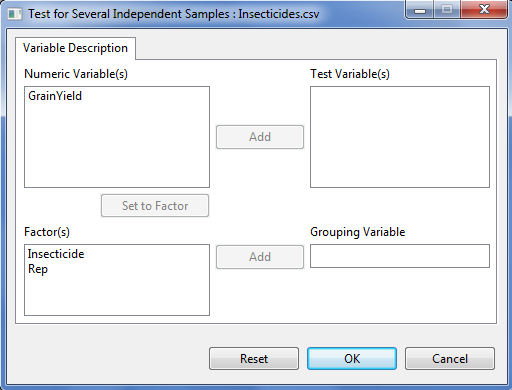 Test for Several Independent Samples : Insecticides.csv
Variable Description
Numeric Variable(s)
Test Variable(s)
GrainYield
Add
Set to Factor
Factor(s)
Grouping Variable
Insecticide
Rep
Add
Reset
OK
Cancel